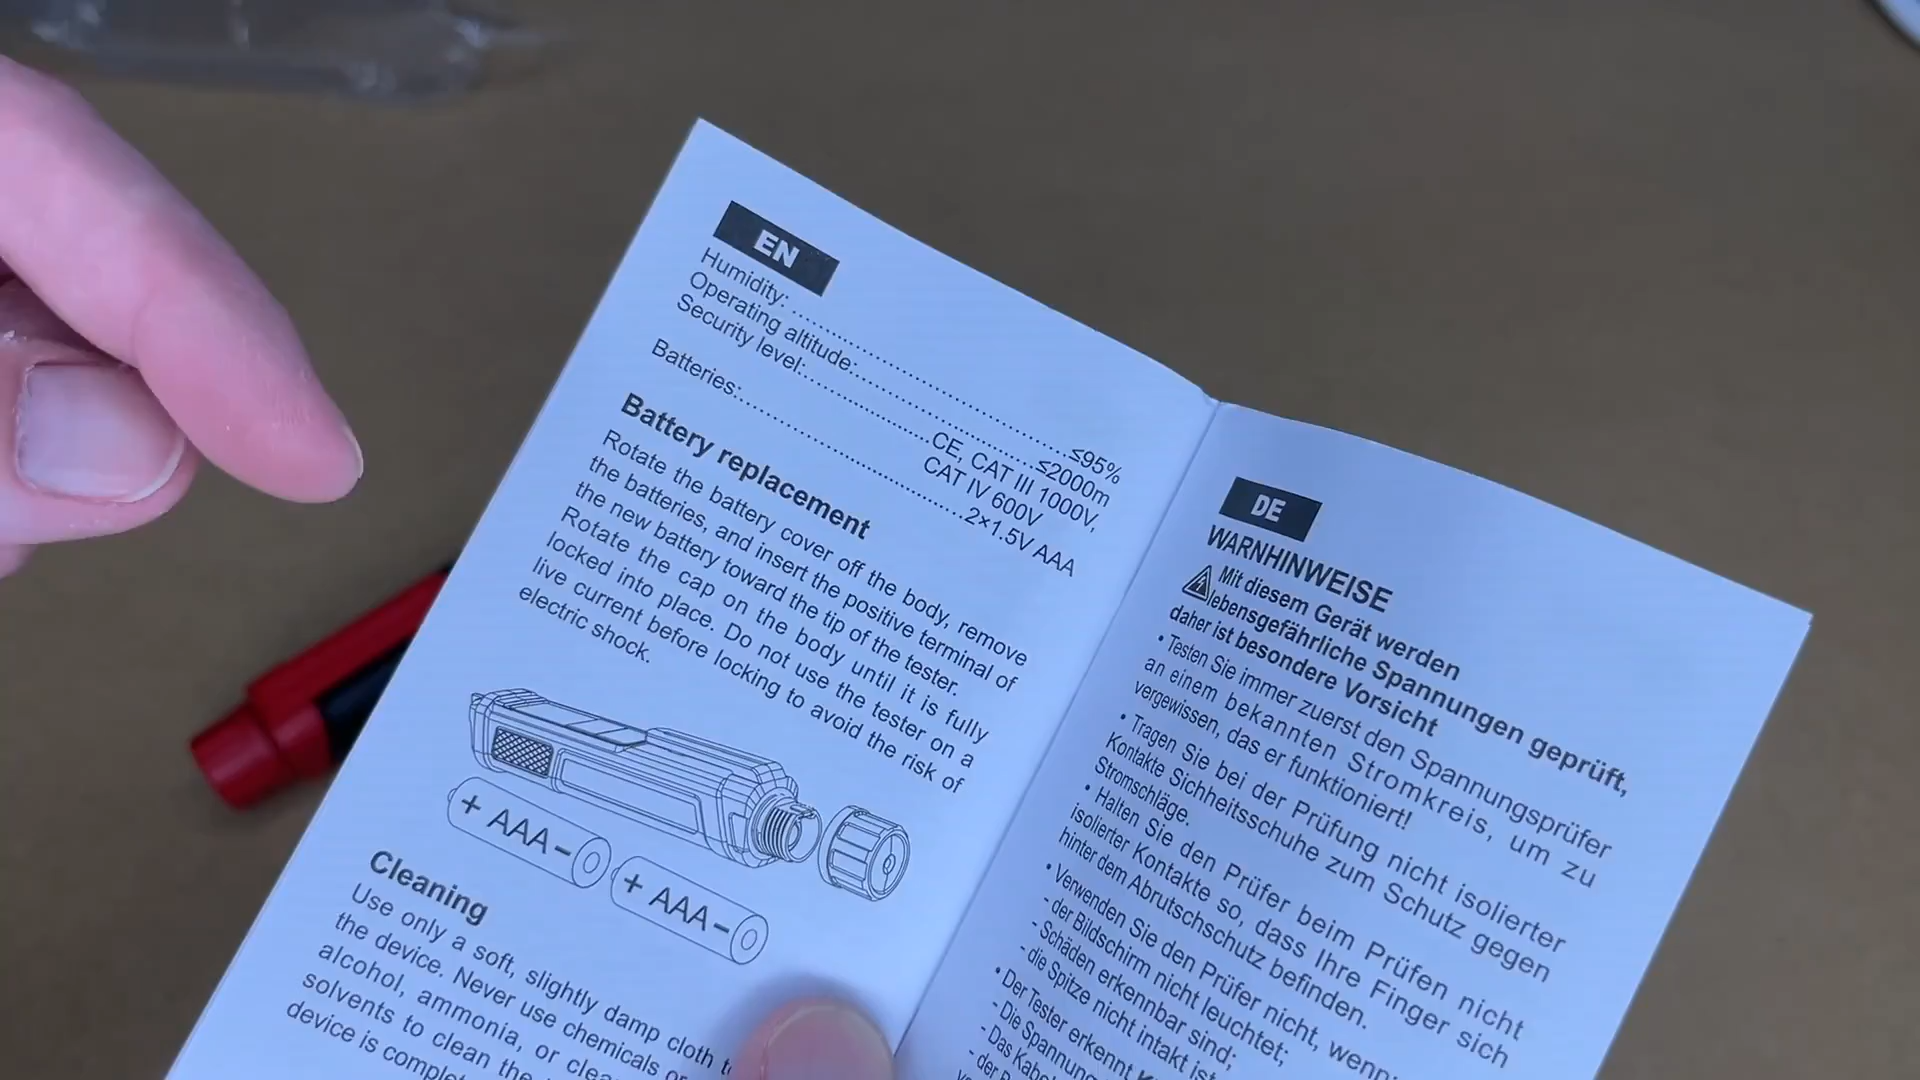 EN
Humidity:..........≤95%
Operating altitude:..........≤2000m
Security level:..........CE, CAT III 1000V,
CAT IV 600V
Batteries:..........2×1.5V AAA
Battery replacement
Rotate the battery cover off the body, remove
the batteries, and insert the positive terminal of
the new battery toward the tip of the tester.
Rotate the cap on the body until it is fully
locked into place. Do not use the tester on a
live current before locking to avoid the risk of
electric shock.
+ AAA -
+ AAA -
Cleaning
Use only a soft, slightly damp cloth
the device. Never use chemicals or
alcohol, ammonia, or
solvents to clean the
device is
DE
WARNHINWEISE
Mit diesem Gerät werden
lebensgefährliche Spannungen geprüft,
daher ist besondere Vorsicht
• Testen Sie immer zuerst den Spannungsprüfer
an einem bekannten Stromkreis, um zu
vergewissen, das er funktioniert!
• Tragen Sie bei der Prüfung nicht isolierter
Kontakte Sichheitsschuhe zum Schutz gegen
Stromschläge.
• Halten Sie den Prüfer beim Prüfen nicht
isolierter Kontakte so, dass Ihre Finger sich
hinter dem Abrutschschutz befinden.
• Verwenden Sie den Prüfer nicht, wenn:
- der Bildschirm nicht leuchtet;
- Schäden erkennbar sind;
- die Spitze nicht intakt ist
• Der Tester erkennt
- Die Spannung
- Das